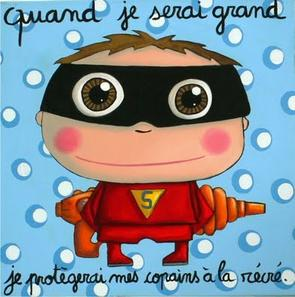 quand je serai grand
S
je protègerai mes copains à la récré.